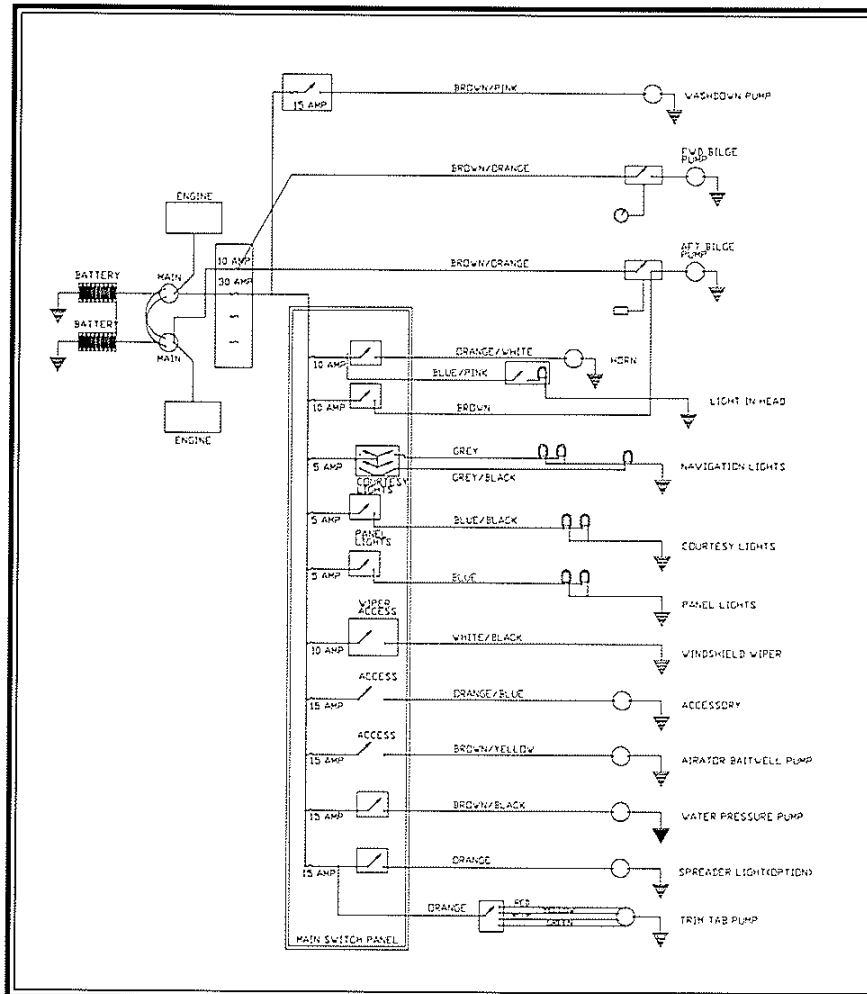 BROWN/PINK
15 AMP
WASHDOWN PUMP
FWD BILGE
PUMP
BROWN/ORANGE
ENGINE
AFT BILGE
PUMP
10 AMP
BROWN/ORANGE
BATTERY
MAIN
30 AMP
BATTERY
MAIN
ORANGE/WHITE
HORN
10 AMP
BLUE/PINK
LIGHT IN HEAD
10 AMP
BROWN
ENGINE
GREY
5 AMP
NAVIGATION LIGHTS
GREY/BLACK
COURTESY
LIGHTS
BLUE/BLACK
5 AMP
COURTESY LIGHTS
PANEL
LIGHTS
BLUE
5 AMP
PANEL LIGHTS
WIPER
ACCESS
WHITE/BLACK
10 AMP
WINDSHIELD WIPER
ACCESS
ORANGE/BLUE
15 AMP
ACCESSORY
ACCESS
BROWN/YELLOW
15 AMP
AIRATOR BAITWELL PUMP
BROWN/BLACK
15 AMP
WATER PRESSURE PUMP
ORANGE
15 AMP
SPREADER LIGHT(OPTION)
ORANGE
RED
YELLOW
GREEN
TRIM TAB PUMP
MAIN SWITCH PANEL